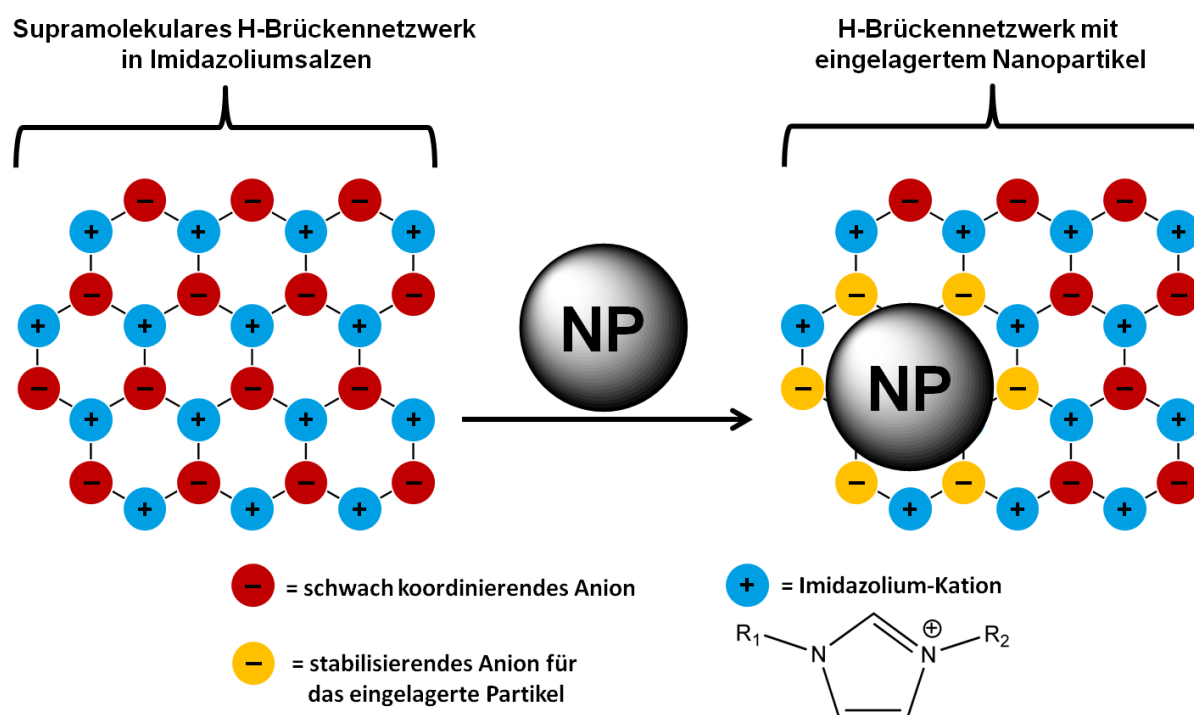 Supramolekulares H-Brückennetzwerk
in Imidazoliumsalzen
H-Brückennetzwerk mit
eingelagertem Nanopartikel
NP
NP
= schwach koordinierendes Anion
= Imidazolium-Kation
= stabilisierendes Anion für
das eingelagerte Partikel
R1
N
N
R2